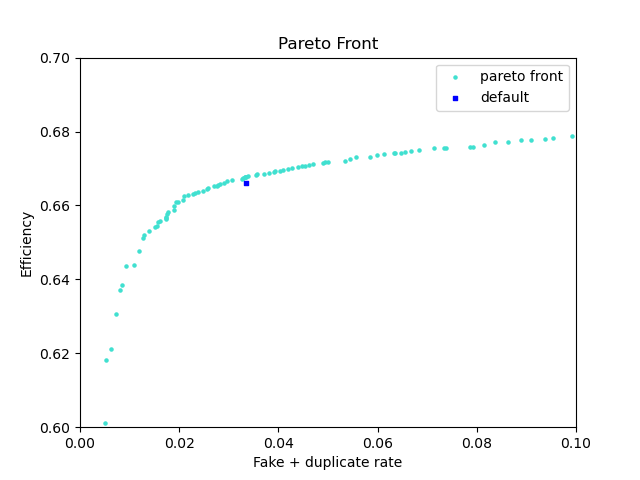 Pareto Front
pareto front
default
0.70
0.68
0.66
0.64
0.62
0.60
Efficiency
0.00 0.02 0.04 0.06 0.08 0.10
Fake + duplicate rate